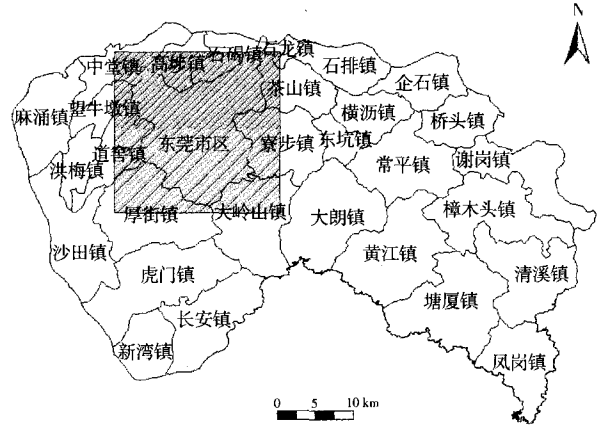 N
石碣镇
石龙镇
中堂镇
高埗镇
石排镇
企石镇
茶山镇
麻涌镇
望牛墩镇
横沥镇
桥头镇
道窖镇
东莞市区
寮步镇
东坑镇
常平镇
谢岗镇
洪梅镇
厚街镇
大岭山镇
大朗镇
樟木头镇
沙田镇
虎门镇
黄江镇
清溪镇
塘厦镇
长安镇
新湾镇
凤岗镇
0 5 10 km